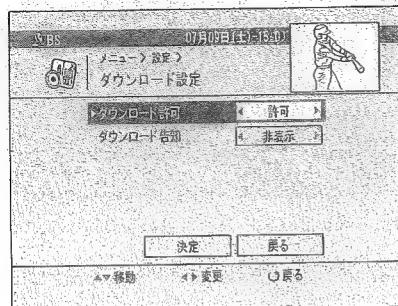 BS 07月09日(土)
メニュー > 設定 >
ダウンロード設定
▶ダウンロード許可 ◀ 許可 ▶
ダウンロード告知 ◀ 非表示 ▶
決定 戻る
▲▼移動 ◀▶変更 戻る